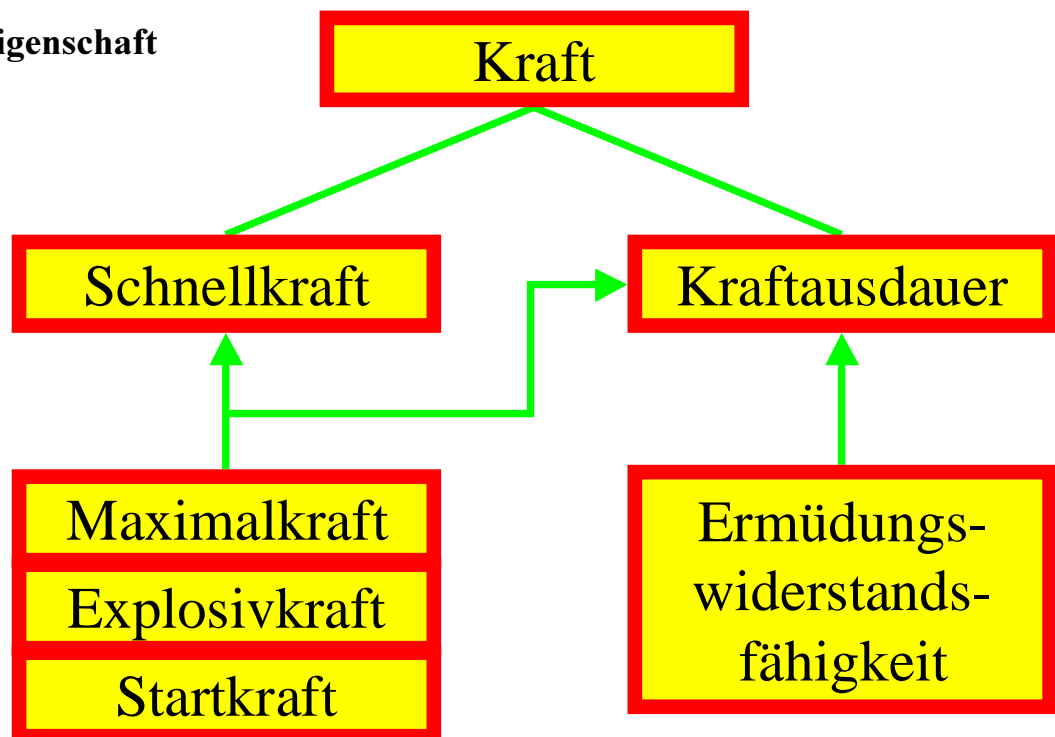 igenschaft
Kraft
Schnellkraft
Kraftausdauer
Maximalkraft
Explosivkraft
Startkraft
Ermüdungs-
widerstands-
fähigkeit